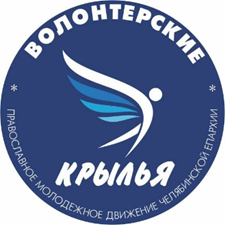 ВОЛОНТЕРСКИЕ
КРЫЛЬЯ
* ПРАВОСЛАВНОЕ МОЛОДЕЖНОЕ ДВИЖЕНИЕ ЧЕЛЯБИНСКОЙ ЕПАРХИИ *